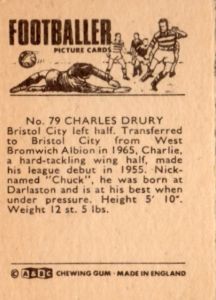 FOOTBALLER
PICTURE CARDS
No. 79 CHARLES DRURY
Bristol City left half. Transferred
to Bristol City from West
Bromwich Albion in 1965, Charlie,
a hard-tackling wing half, made
his league debut in 1955. Nick-
named "Chuck", he was born at
Darlaston and is at his best when
under pressure. Height 5' 10".
Weight 12 st. 5 lbs.
© A&BC CHEWING GUM · MADE IN ENGLAND